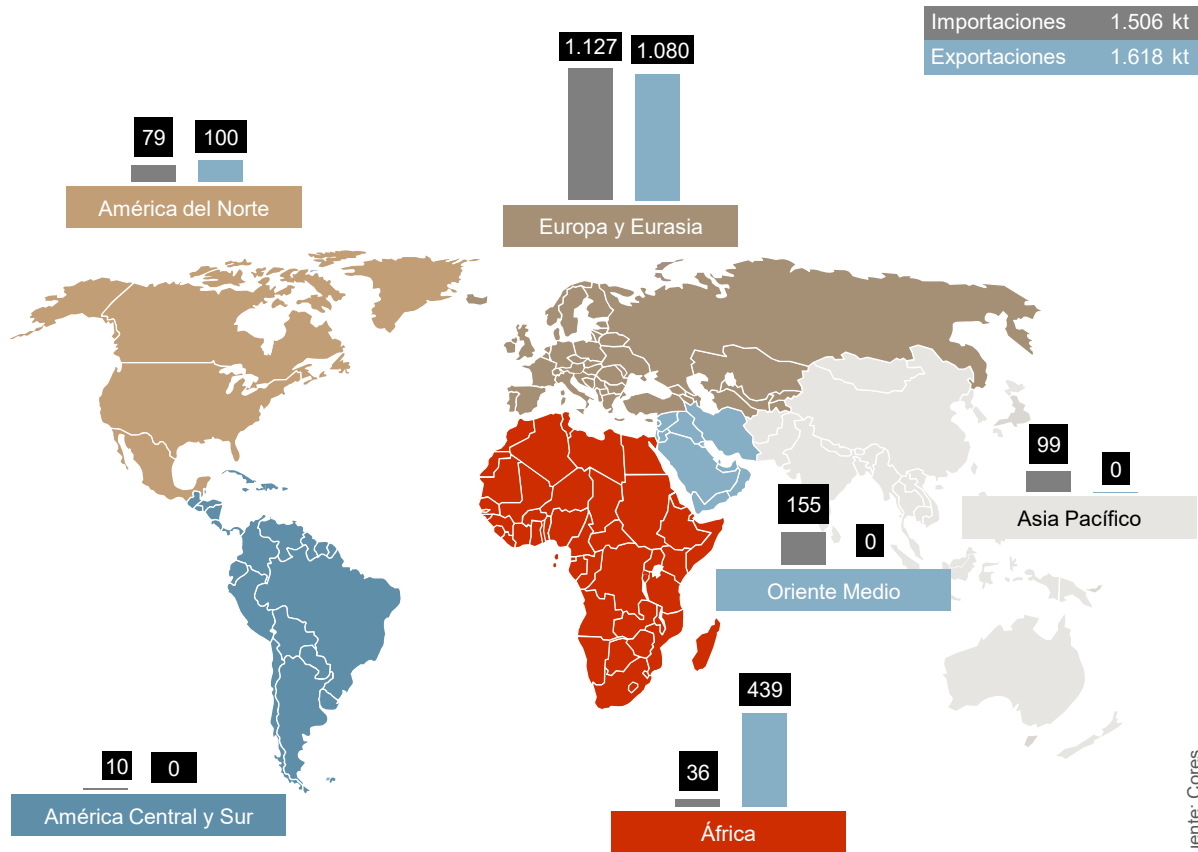 Importaciones 1.506 kt
Exportaciones 1.618 kt
1.127 1.080
Europa y Eurasia
79 100
América del Norte
99 0
Asia Pacífico
155 0
Oriente Medio
439
36
África
10 0
América Central y Sur
Cores